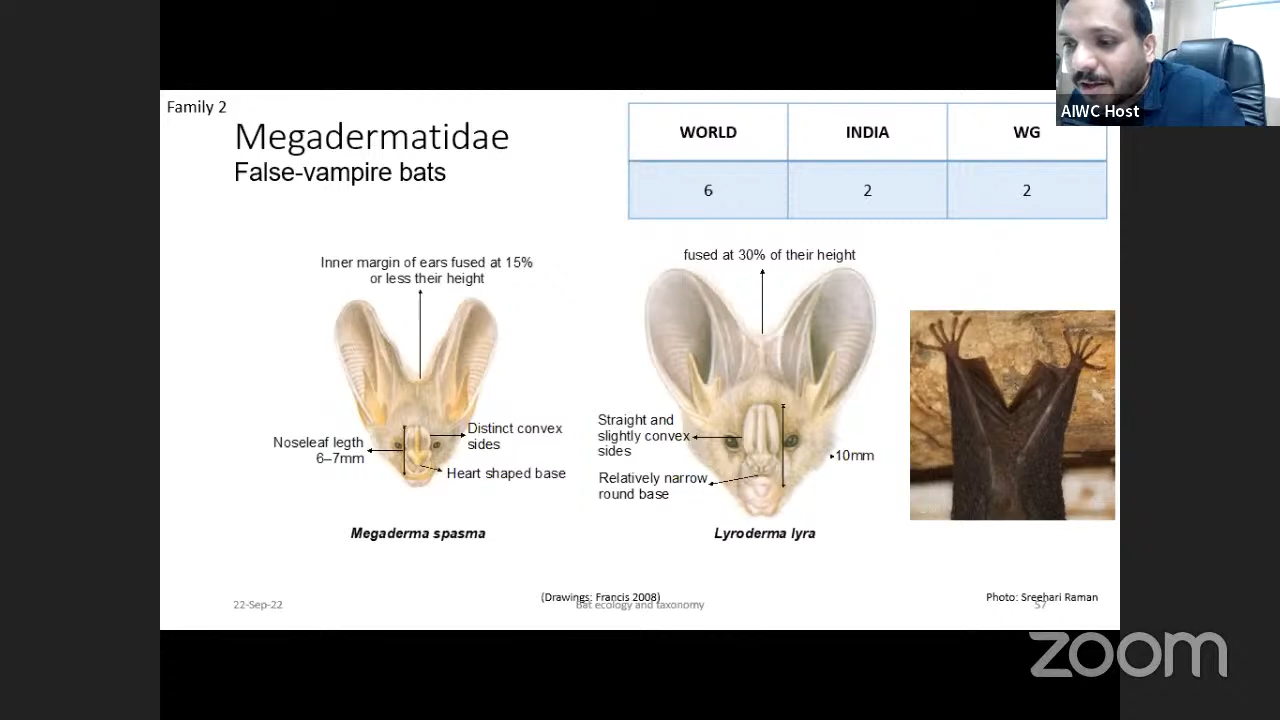 Family 2
Megadermatidae
False-vampire bats
WORLD INDIA WG
6 2 2
AIWC Host
Inner margin of ears fused at 15%
or less their height
Noseleaf legth
6–7mm
Distinct convex
sides
Heart shaped base
Megaderma spasma
fused at 30% of their height
Straight and
slightly convex
sides
Relatively narrow
round base
10mm
Lyroderma lyra
(Drawings: Francis 2008)
Photo: Sreehari Raman
22-Sep-22
Bat ecology and taxonomy
57
zoom